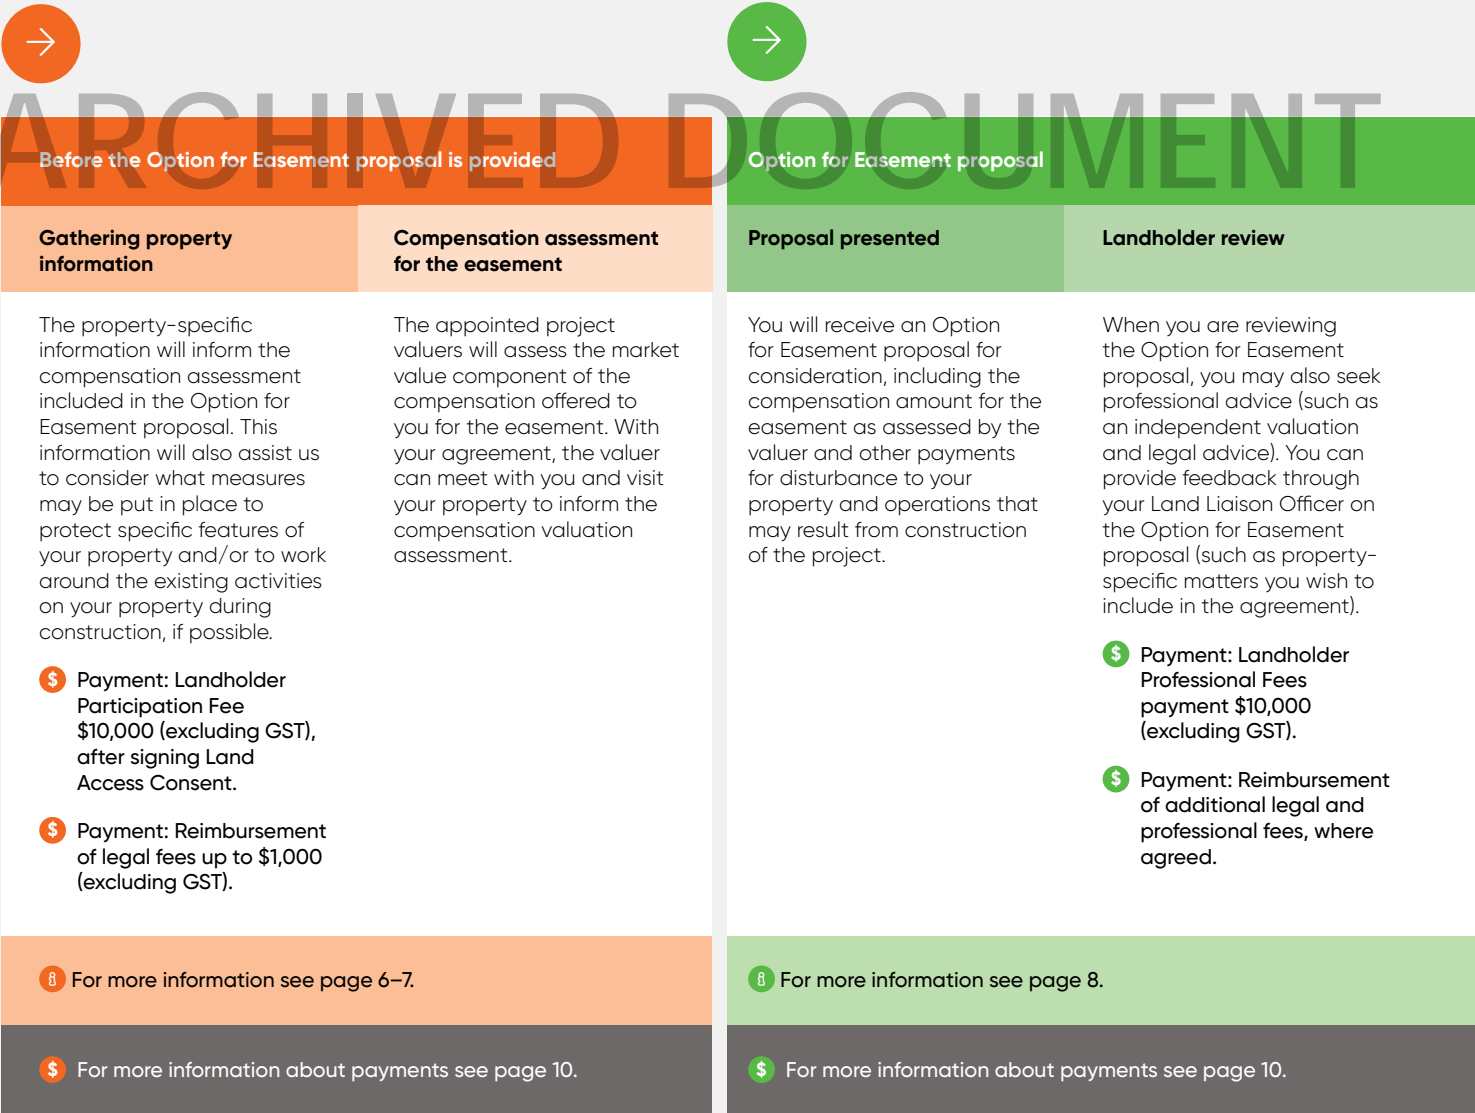 ARCHIVED DOCUMENT
Before the Option for Easement proposal is provided
Gathering property
information
The property-specific
information will inform the
compensation assessment
included in the Option for
Easement proposal. This
information will also assist us
to consider what measures
may be put in place to
protect specific features of
your property and/or to work
around the existing activities
on your property during
construction, if possible.
$ Payment: Landholder
Participation Fee
$10,000 (excluding GST),
after signing Land
Access Consent.
$ Payment: Reimbursement
of legal fees up to $1,000
(excluding GST).
Compensation assessment
for the easement
The appointed project
valuers will assess the market
value component of the
compensation offered to
you for the easement. With
your agreement, the valuer
can meet with you and visit
your property to inform the
compensation valuation
assessment.
i For more information see page 6–7.
$ For more information about payments see page 10.
Option for Easement proposal
Proposal presented
You will receive an Option
for Easement proposal for
consideration, including the
compensation amount for the
easement as assessed by the
valuer and other payments
for disturbance to your
property and operations that
may result from construction
of the project.
Landholder review
When you are reviewing
the Option for Easement
proposal, you may also seek
professional advice (such as
an independent valuation
and legal advice). You can
provide feedback through
your Land Liaison Officer on
the Option for Easement
proposal (such as property-
specific matters you wish to
include in the agreement).
$ Payment: Landholder
Professional Fees
payment $10,000
(excluding GST).
$ Payment: Reimbursement
of additional legal and
professional fees, where
agreed.
i For more information see page 8.
$ For more information about payments see page 10.